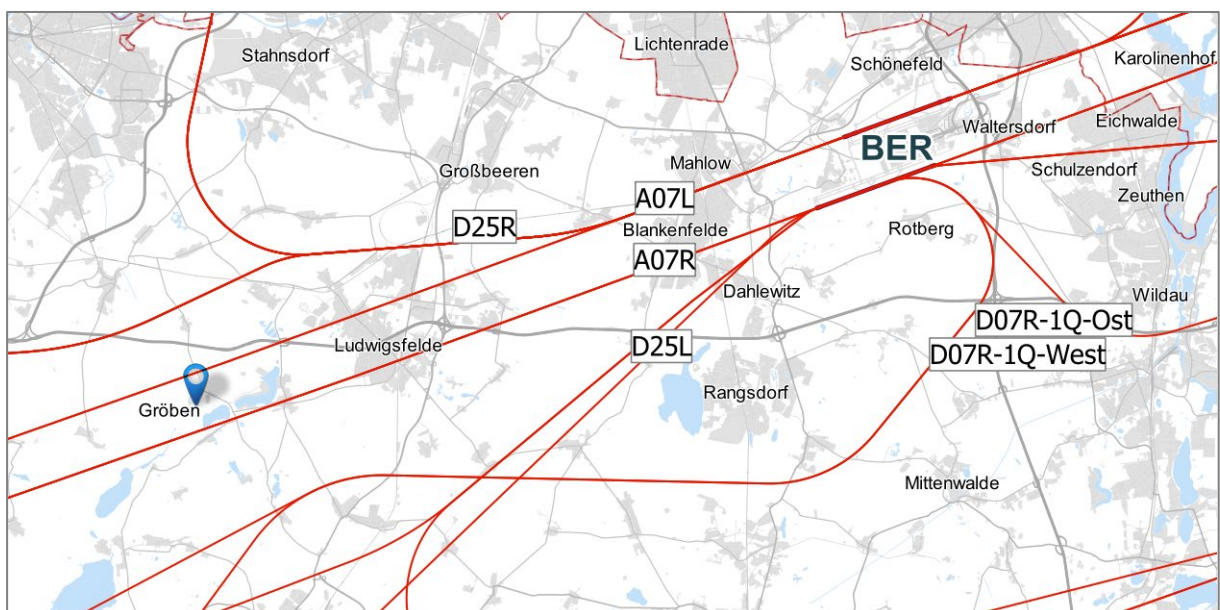 Lichtenrade
Stahnsdorf
Karolinenhof
Schönefeld
Eichwalde
Waltersdorf
BER
Mahlow
Schulzendorf
Großbeeren
Zeuthen
A07L
D25R
Blankenfelde
Rotberg
A07R
Dahlewitz
Wildau
D07R-1Q-Ost
Ludwigsfelde
D25L
D07R-1Q-West
Rangsdorf
Gröben
Mittenwalde